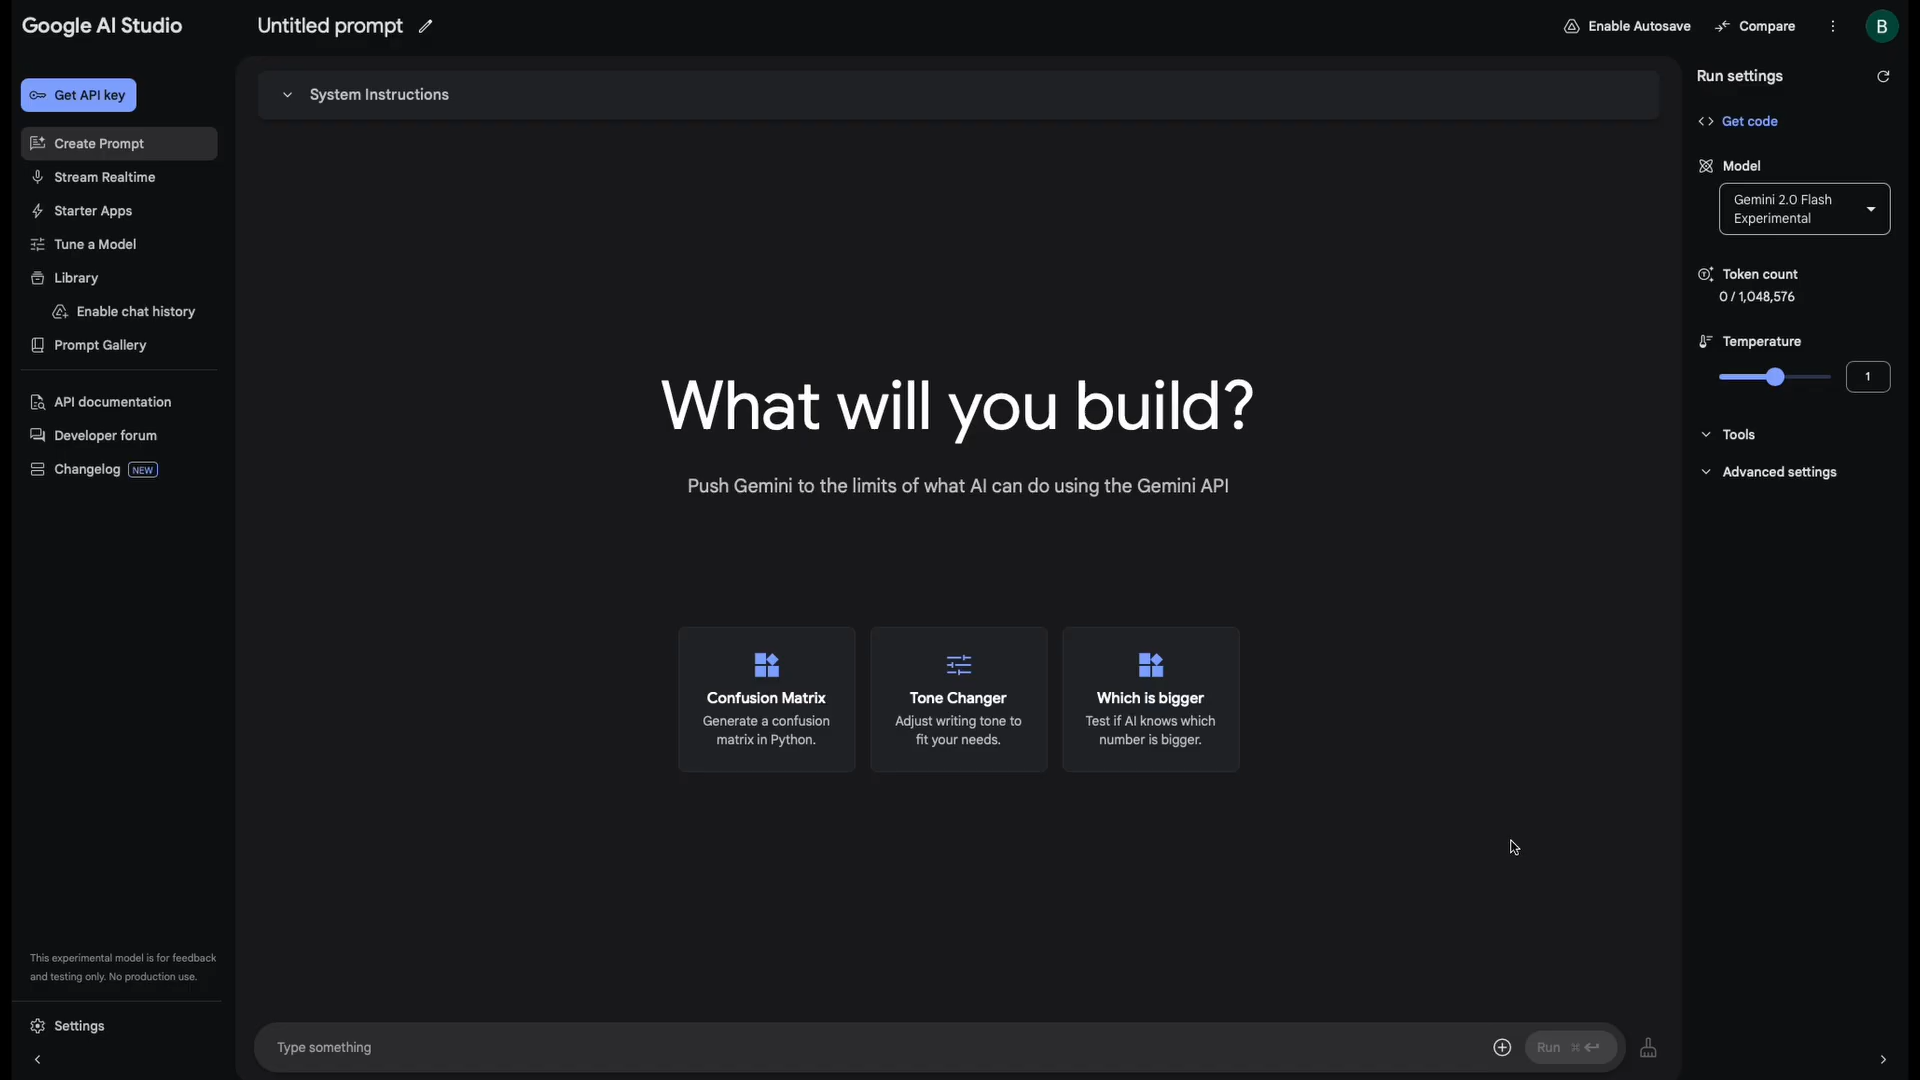 Google AI Studio
Untitled prompt
Enable Autosave
Compare
B
Get API key
Create Prompt
Stream Realtime
Starter Apps
Tune a Model
Library
Enable chat history
Prompt Gallery
API documentation
Developer forum
Changelog NEW
This experimental model is for feedback
and testing only. No production use.
Settings
System Instructions
What will you build?
Push Gemini to the limits of what AI can do using the Gemini API
Confusion Matrix
Generate a confusion
matrix in Python.
Tone Changer
Adjust writing tone to
fit your needs.
Which is bigger
Test if AI knows which
number is bigger.
Type something
Run ⌘
Run settings
Get code
Model
Gemini 2.0 Flash
Experimental
Token count
0 / 1,048,576
Temperature
1
Tools
Advanced settings